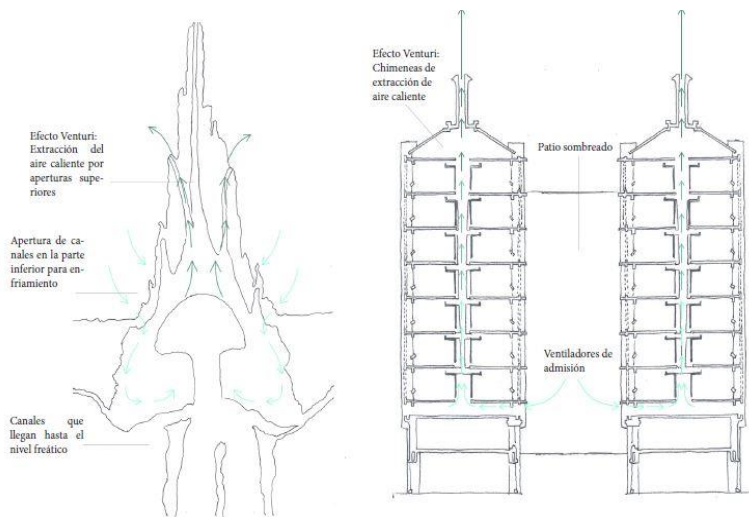 Efecto Venturi:
Extracción del
aire caliente por
aperturas supe-
riores
Apertura de ca-
nales en la parte
inferior para en-
friamiento
Canales que
llegan hasta el
nivel freático
Efecto Venturi:
Chimeneas de
extracción de
aire caliente
Patio sombreado
Ventiladores de
admisión